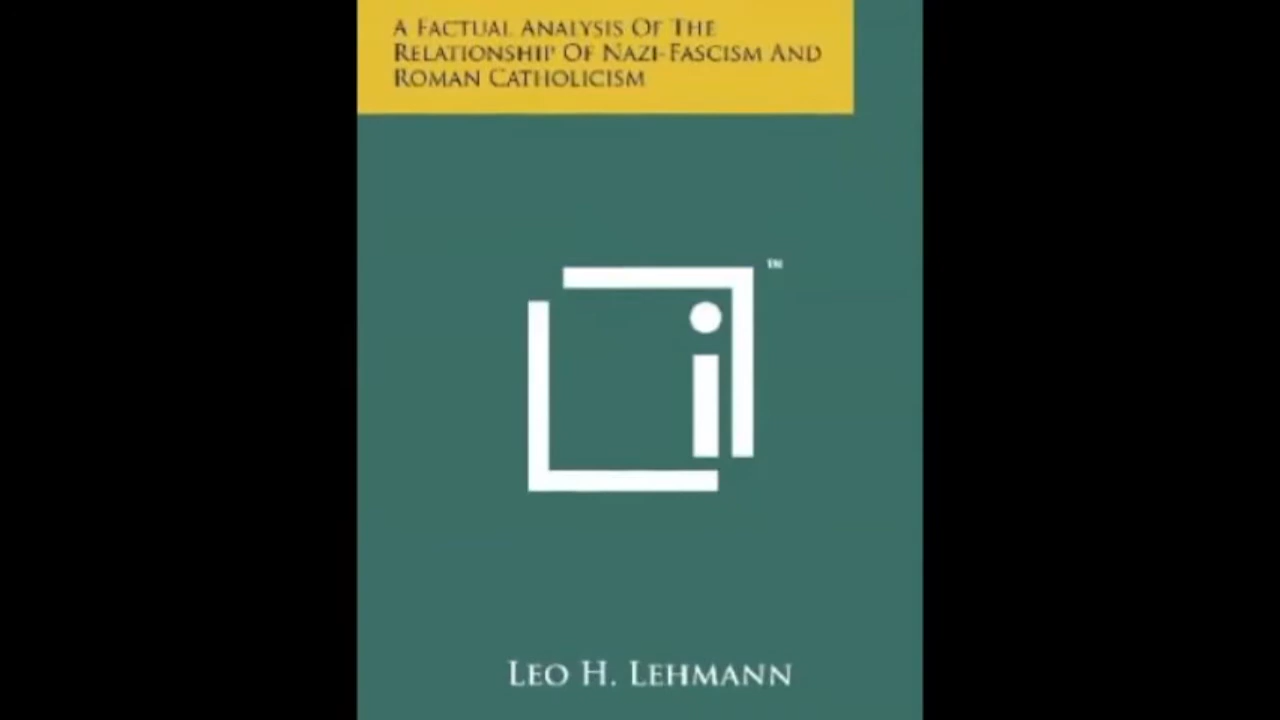 A Factual Analysis Of The
Relationship Of Nazi-Fascism And
Roman Catholicism
TM
i
Leo H. Lehmann